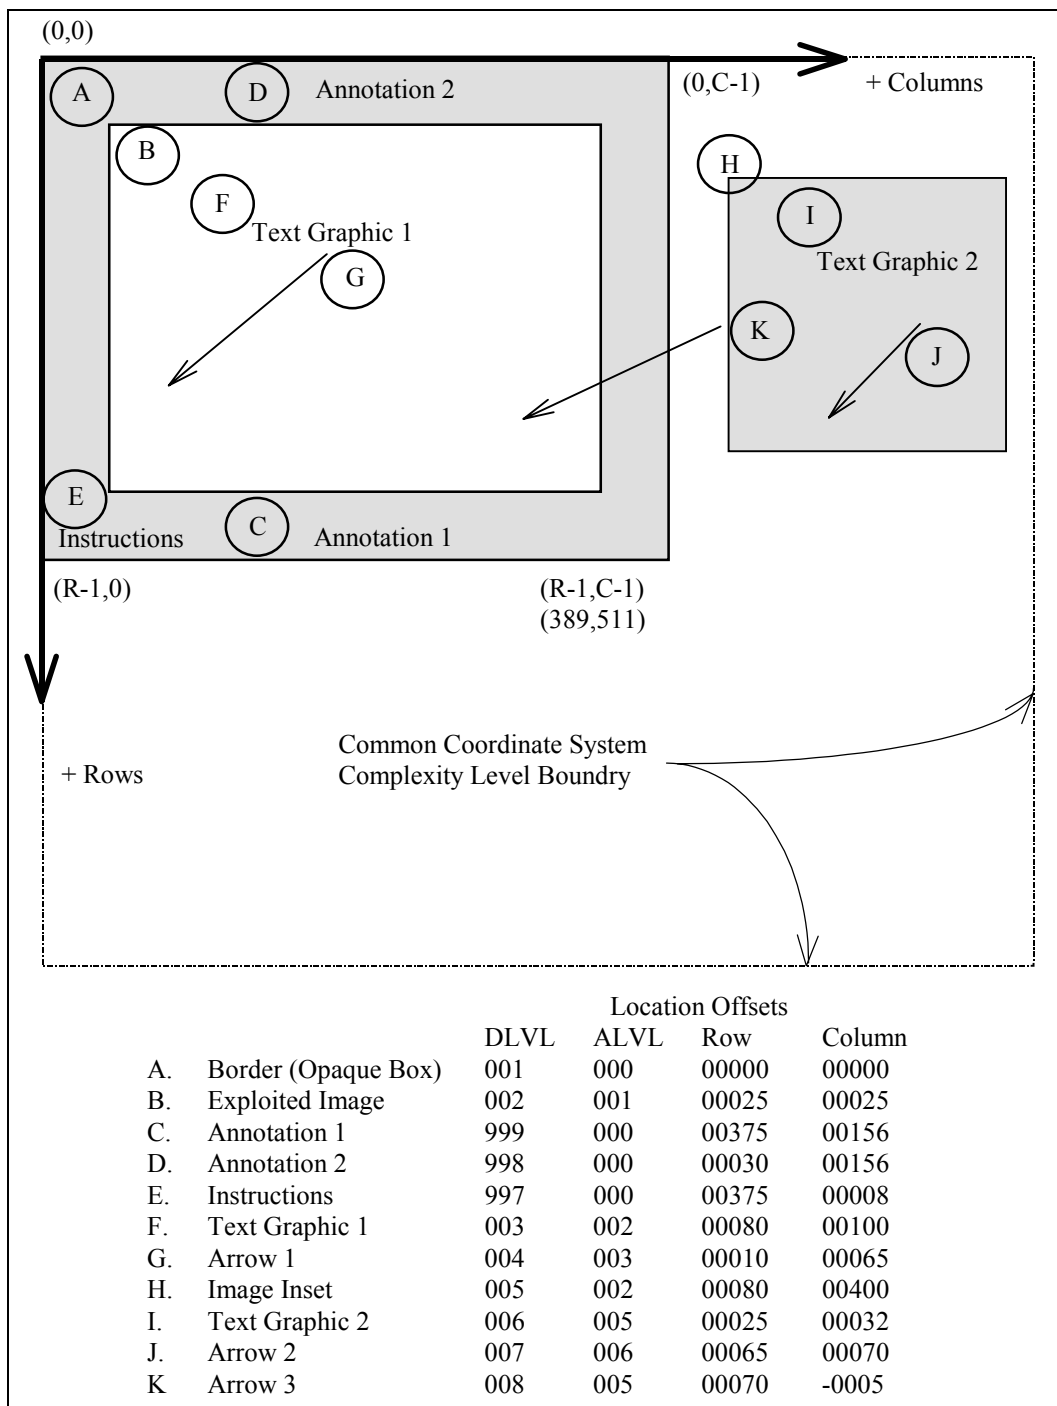 (0,0)
A
D
Annotation 2
(0,C-1)
+ Columns
B
H
F
I
Text Graphic 1
Text Graphic 2
G
K
J
E
C
Instructions
Annotation 1
(R-1,0)
(R-1,C-1)
(389,511)
Common Coordinate System
+ Rows
Complexity Level Boundry
Location Offsets
DLVL ALVL Row Column
A. Border (Opaque Box) 001 000 00000 00000
B. Exploited Image 002 001 00025 00025
C. Annotation 1 999 000 00375 00156
D. Annotation 2 998 000 00030 00156
E. Instructions 997 000 00375 00008
F. Text Graphic 1 003 002 00080 00100
G. Arrow 1 004 003 00010 00065
H. Image Inset 005 002 00080 00400
I. Text Graphic 2 006 005 00025 00032
J. Arrow 2 007 006 00065 00070
K Arrow 3 008 005 00070 -0005